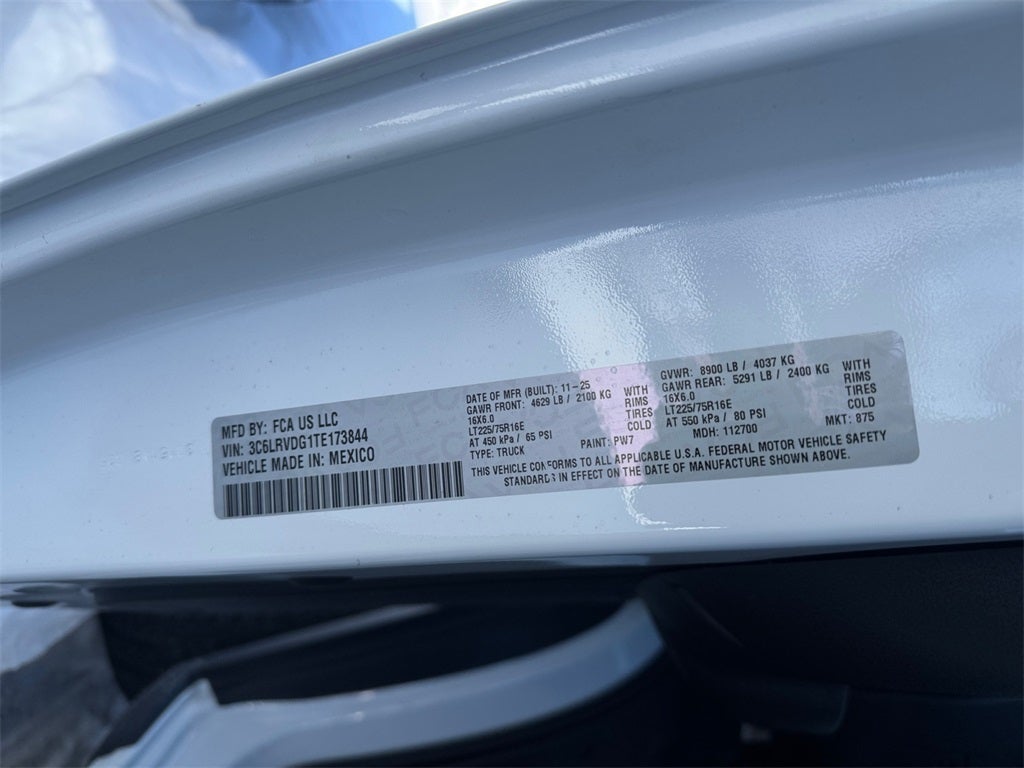 MFD BY: FCA US LLC
VIN: 3C6LRVDG1TE173844
VEHICLE MADE IN: MEXICO
DATE OF MFR (BUILT): 11-25
GAWR FRONT: 4629 LB / 2100 KG WITH
16X6.0 RIMS
LT225/75R16E TIRES
AT 450 kPa / 65 PSI COLD
TYPE: TRUCK PAINT: PW7
GVWR: 8900 LB / 4037 KG
GAWR REAR: 5291 LB / 2400 KG WITH
16X6.0 RIMS
LT225/75R16E TIRES
AT 550 kPa / 80 PSI COLD
MDH: 112700 MKT: 875
THIS VEHICLE CONFORMS TO ALL APPLICABLE U.S.A. FEDERAL MOTOR VEHICLE SAFETY
STANDARDS IN EFFECT ON THE DATE OF MANUFACTURE SHOWN ABOVE.